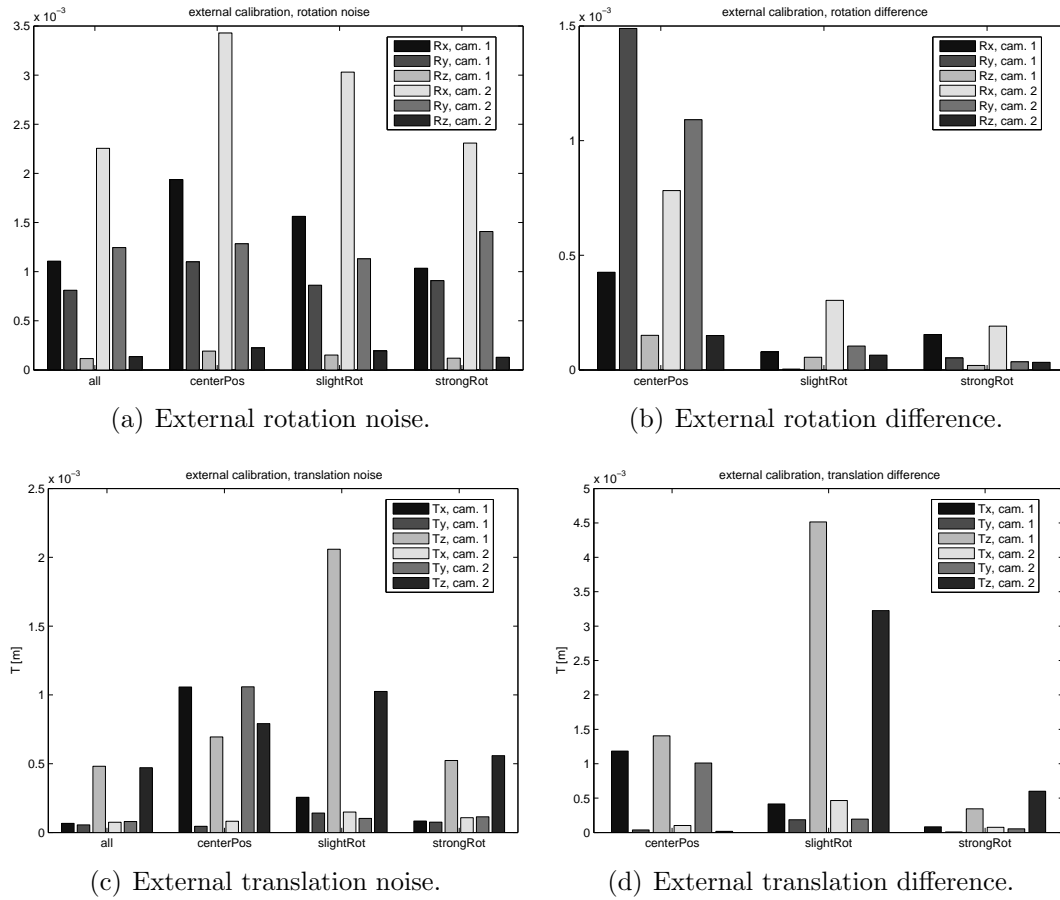 x 10⁻³
external calibration, rotation noise
4
3.5
3
2.5
2
1.5
1
0.5
0
Rx, cam. 1
Ry, cam. 1
Rz, cam. 1
Rx, cam. 2
Ry, cam. 2
Rz, cam. 2
all centerPos slightRot strongRot
(a) External rotation noise.
x 10⁻³
external calibration, rotation difference
1.5
1
0.5
0
Rx, cam. 1
Ry, cam. 1
Rz, cam. 1
Rx, cam. 2
Ry, cam. 2
Rz, cam. 2
centerPos slightRot strongRot
(b) External rotation difference.
x 10⁻³
external calibration, translation noise
2.5
2
1.5
1
0.5
0
T [m]
Tx, cam. 1
Ty, cam. 1
Tz, cam. 1
Tx, cam. 2
Ty, cam. 2
Tz, cam. 2
all centerPos slightRot strongRot
(c) External translation noise.
x 10⁻³
external calibration, translation difference
5
4.5
4
3.5
3
2.5
2
1.5
1
0.5
0
T [m]
Tx, cam. 1
Ty, cam. 1
Tz, cam. 1
Tx, cam. 2
Ty, cam. 2
Tz, cam. 2
centerPos slightRot strongRot
(d) External translation difference.